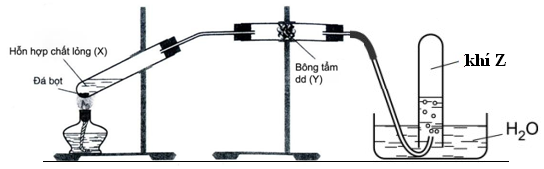 Hỗn hợp chất lỏng (X)
Đá bọt
Bông tẩm
dd (Y)
khí Z
H₂O